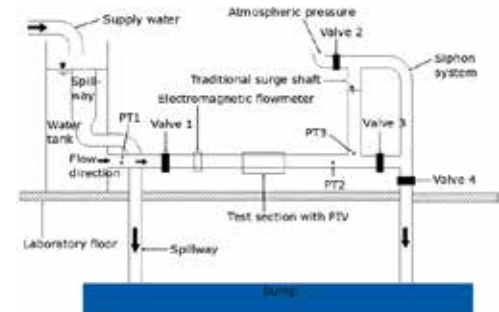 Supply water
Atmospheric pressure
Valve 2
Siphon
system
Spill-
way
Traditional surge shaft
Electromagnetic flowmeter
PT1
Valve 1
Water
tank
PT3
Valve 3
Flow
direction
PT2
Valve 4
Test section with PIV
Laboratory floor
Spillway
Sump